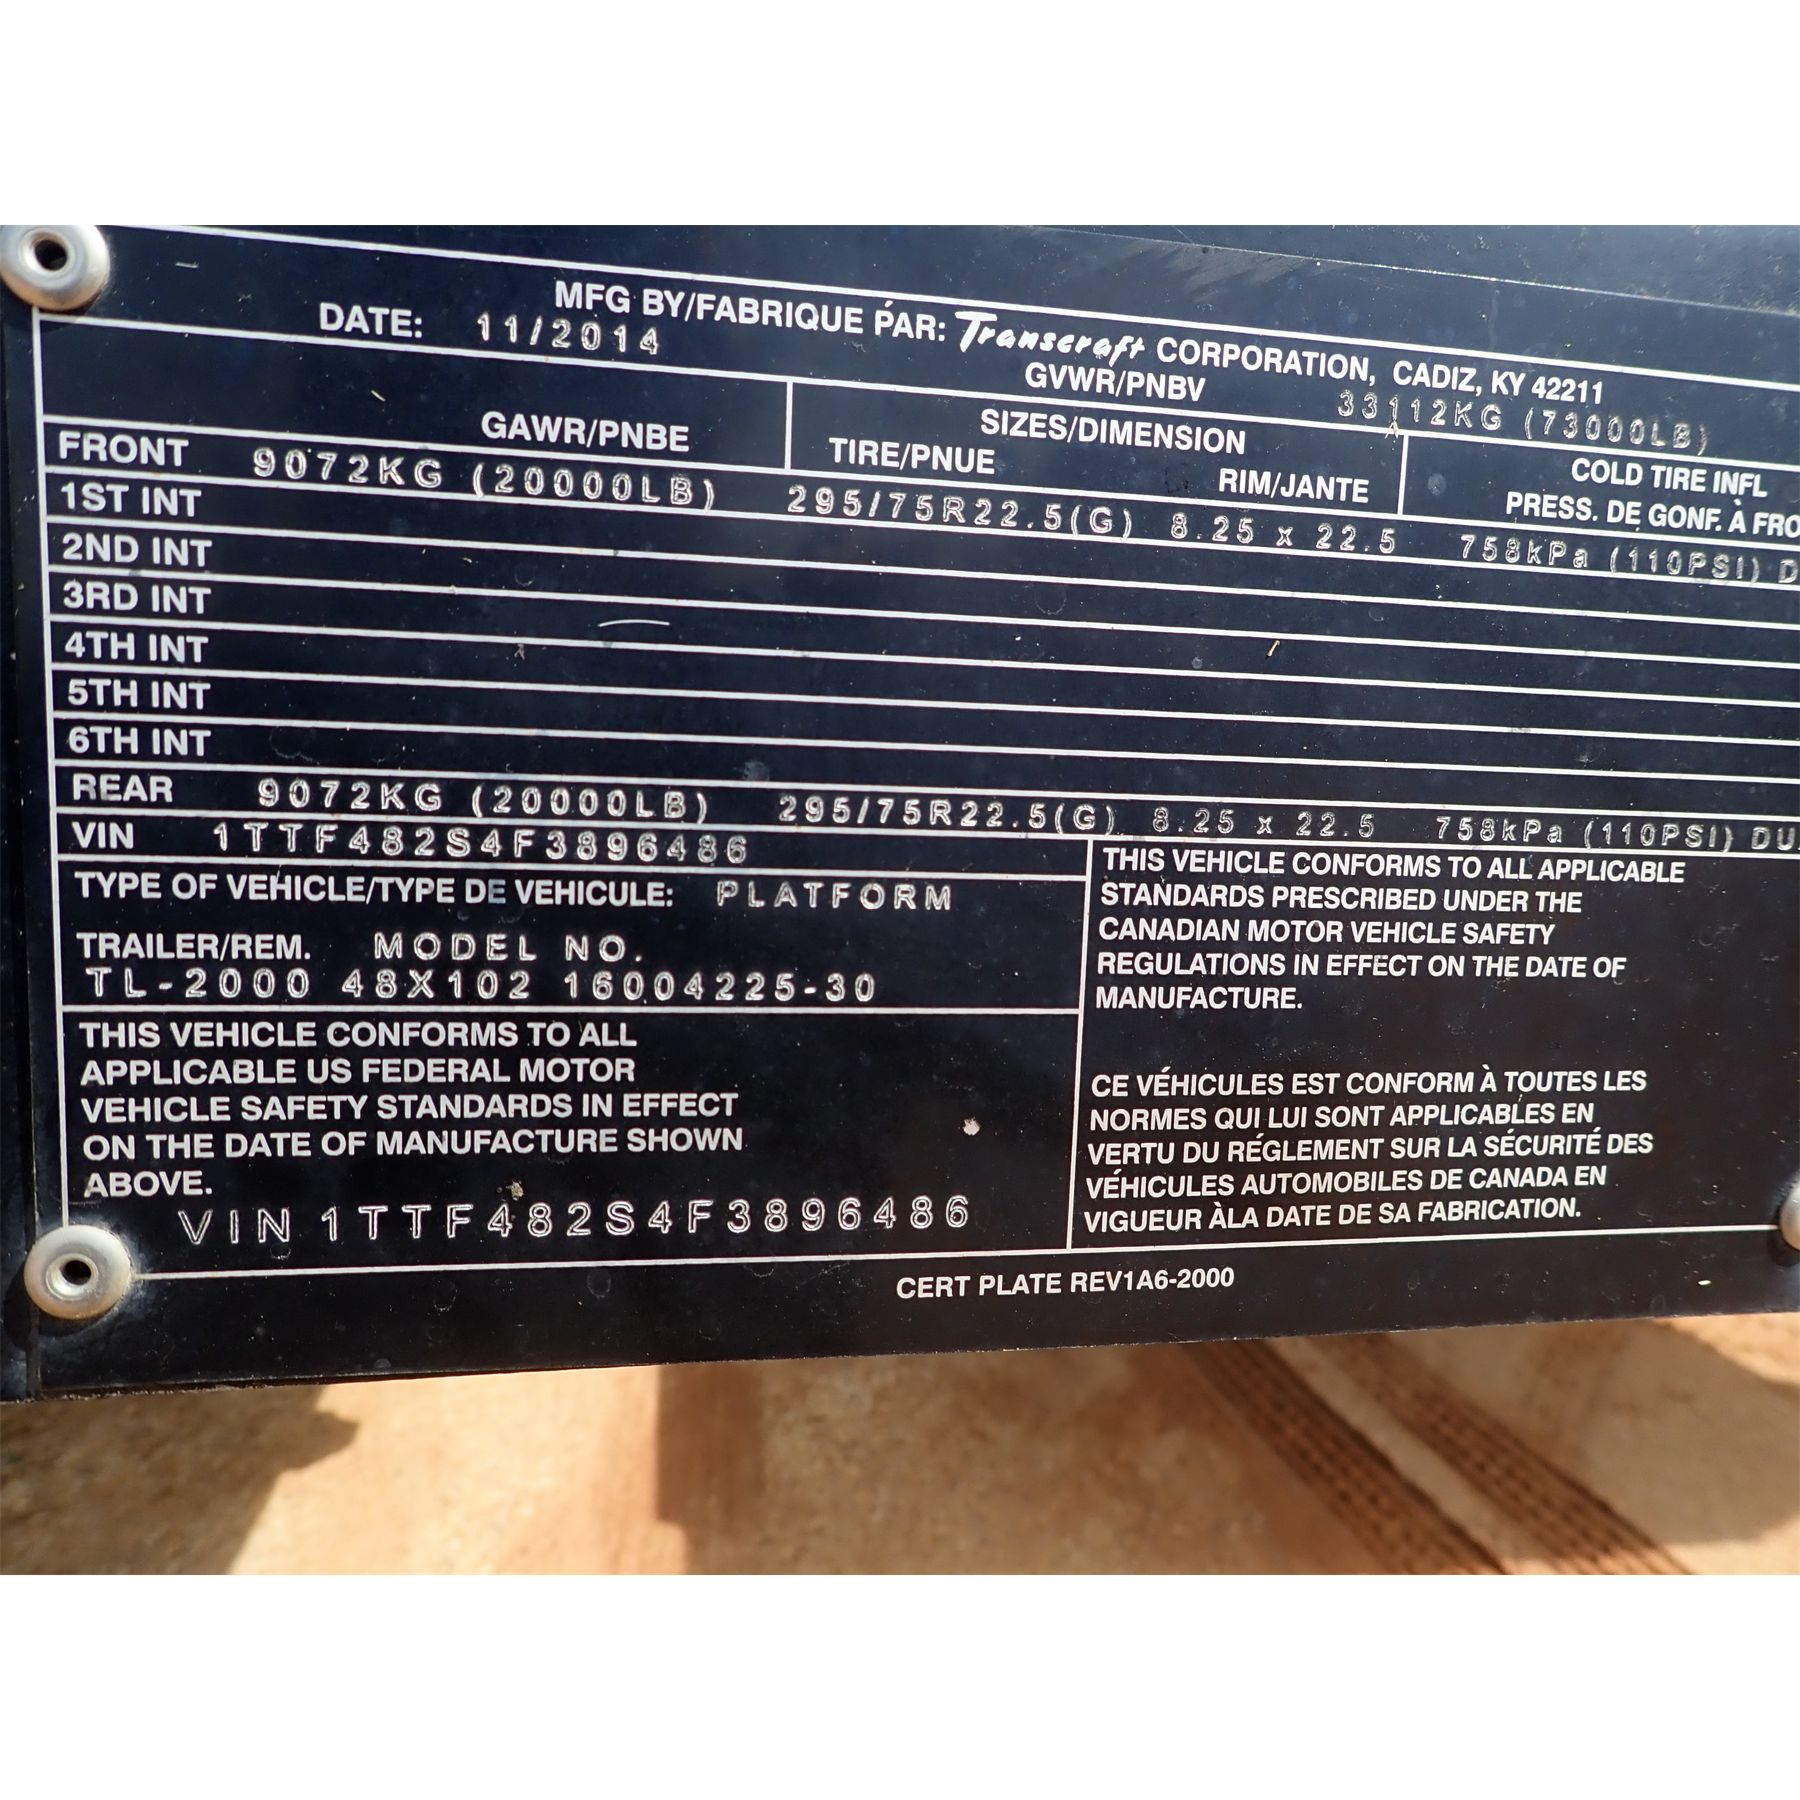 MFG BY/FABRIQUE PAR: Transcraft CORPORATION, CADIZ, KY 42211
DATE: 11/2014 GVWR/PNBV 33112KG (73000LB)
GAWR/PNBE SIZES/DIMENSION COLD TIRE INFL
TIRE/PNUE RIM/JANTE PRESS. DE GONF. À FRO
FRONT 9072KG (20000LB) 295/75R22.5(G) 8.25 x 22.5 758kPa (110PSI) D
1ST INT
2ND INT
3RD INT
4TH INT
5TH INT
6TH INT
REAR 9072KG (20000LB) 295/75R22.5(G) 8.25 x 22.5 758kPa (110PSI) DU
VIN 1TTF482S4F3896486
TYPE OF VEHICLE/TYPE DE VEHICULE: PLATFORM
TRAILER/REM. MODEL NO.
TL-2000 48X102 16004225-30
THIS VEHICLE CONFORMS TO ALL
APPLICABLE US FEDERAL MOTOR
VEHICLE SAFETY STANDARDS IN EFFECT
ON THE DATE OF MANUFACTURE SHOWN
ABOVE.
VIN 1TTF482S4F3896486
THIS VEHICLE CONFORMS TO ALL APPLICABLE
STANDARDS PRESCRIBED UNDER THE
CANADIAN MOTOR VEHICLE SAFETY
REGULATIONS IN EFFECT ON THE DATE OF
MANUFACTURE.
CE VÉHICULES EST CONFORM À TOUTES LES
NORMES QUI LUI SONT APPLICABLES EN
VERTU DU RÉGLEMENT SUR LA SÉCURITÉ DES
VÉHICULES AUTOMOBILES DE CANADA EN
VIGUEUR ÀLA DATE DE SA FABRICATION.
CERT PLATE REV1A6-2000